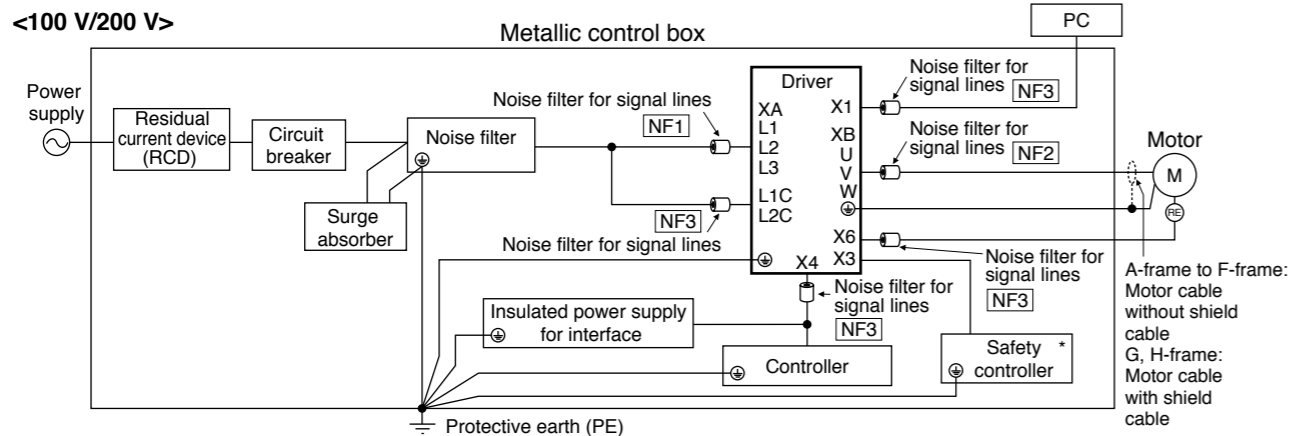 <100 V/200 V>
Metallic control box
PC
Power
supply
Residual
current device
(RCD)
Circuit
breaker
Noise filter
Surge
absorber
Noise filter for signal lines
NF1
NF3
Noise filter for signal lines
Driver
XA
L1
L2
L3
L1C
L2C
X1
XB
U
V
W
X6
X3
X4
Noise filter for
signal lines NF3
Noise filter for
signal lines NF2
Motor
M
RE
Noise filter for
signal lines
NF3
Noise filter for
signal lines
NF3
A-frame to F-frame:
Motor cable
without shield
cable
G, H-frame:
Motor cable
with shield
cable
Insulated power supply
for interface
Controller
Safety *
controller
Protective earth (PE)